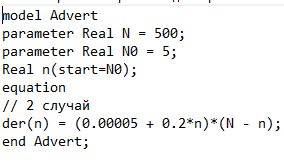 model Advert
parameter Real N = 500;
parameter Real N0 = 5;
Real n(start=N0);
equation
// 2 случай
der(n) = (0.00005 + 0.2*n)*(N - n);
end Advert;